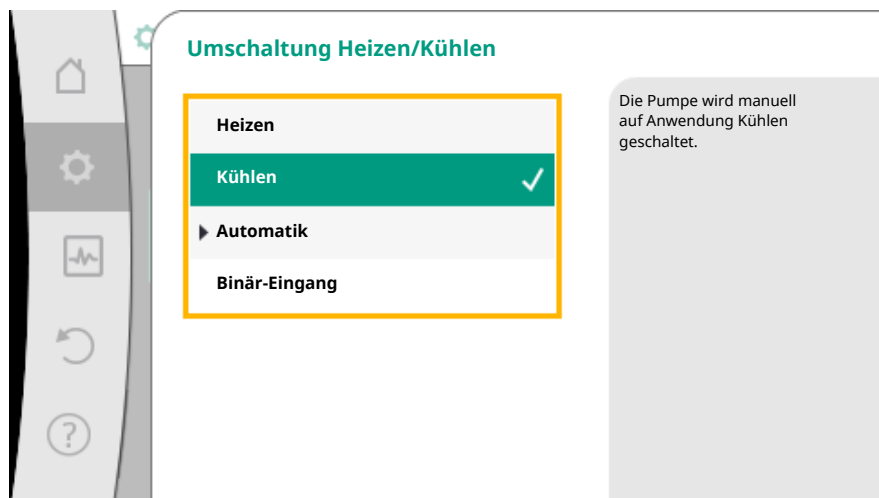 Umschaltung Heizen/Kühlen
Heizen
Kühlen
Automatik
Binär-Eingang
Die Pumpe wird manuell
auf Anwendung Kühlen
geschaltet.
?